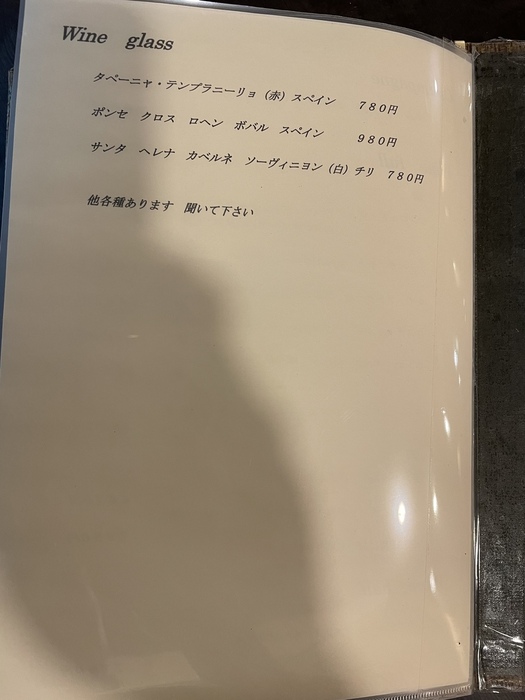 Wine glass
タペーニャ・テンプラニーリョ（赤）スペイン ７８０円
ポンセ クロス ロヘン ボバル スペイン ９８０円
サンタ ヘレナ カベルネ ソーヴィニヨン（白）チリ ７８０円
他各種あります 聞いて下さい